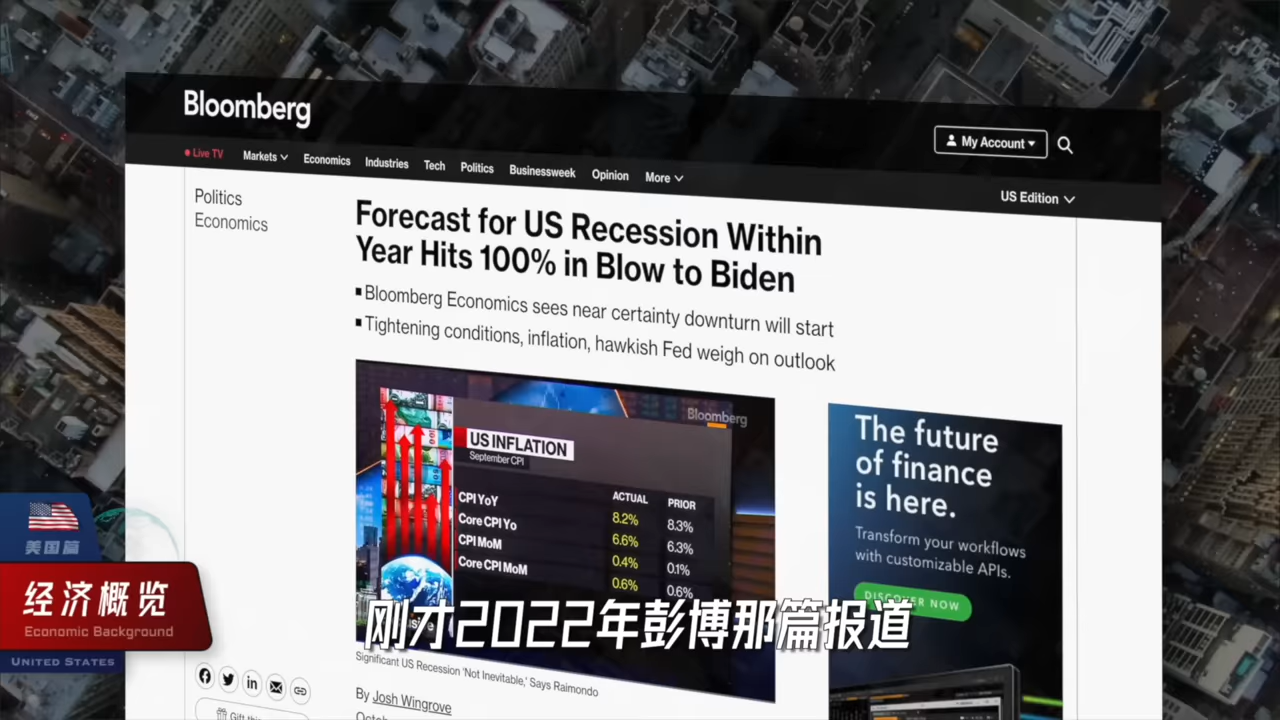 Bloomberg
My Account
Live TV
Markets
Economics
Industries
Tech
Politics
Businessweek
Opinion
More
US Edition
Politics
Economics
Forecast for US Recession Within
Year Hits 100% in Blow to Biden
Bloomberg Economics sees near certainty downturn will start
Tightening conditions, inflation, hawkish Fed weigh on outlook
Bloomberg
US INFLATION
September CPI
ACTUAL PRIOR
CPI YoY 8.2% 8.3%
Core CPI Yo 6.6% 6.3%
CPI MoM 0.4% 0.1%
Core CPI MoM 0.6% 0.6%
The future
of finance
is here.
Transform your workflows
with customizable APIs.
DISCOVER NOW
美国篇
经济概览
Economic Background
UNITED STATES
刚才2022年彭博那篇报道
Significant US Recession 'Not Inevitable,' Says Raimondo
By Josh Wingrove